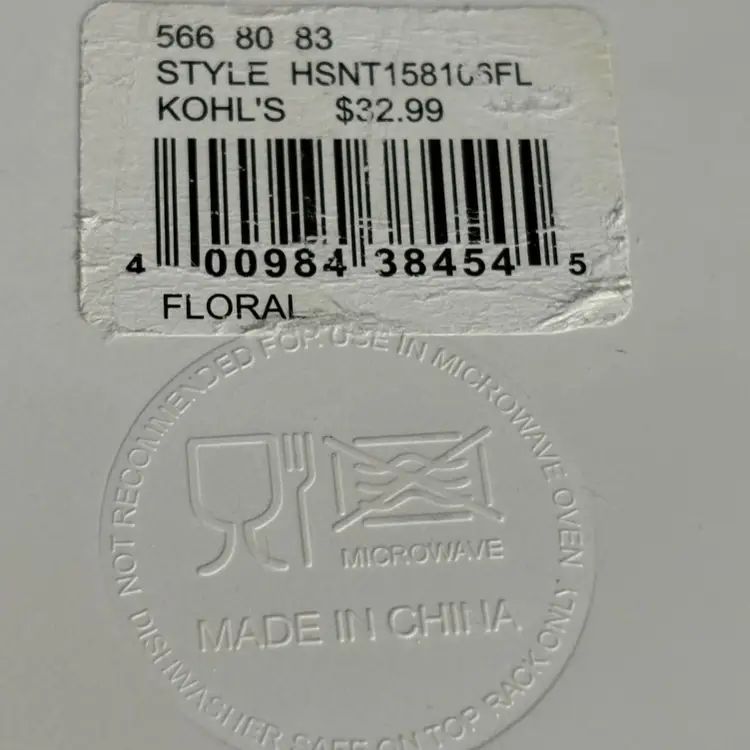 566 80 83
STYLE HSNT158106FL
KOHL'S $32.99
4 00984 38454 5
FLORAL
NOT RECOMMENDED FOR USE IN MICROWAVE OVEN
MICROWAVE
MADE IN CHINA
DISHWASHER SAFE ON TOP RACK ONLY